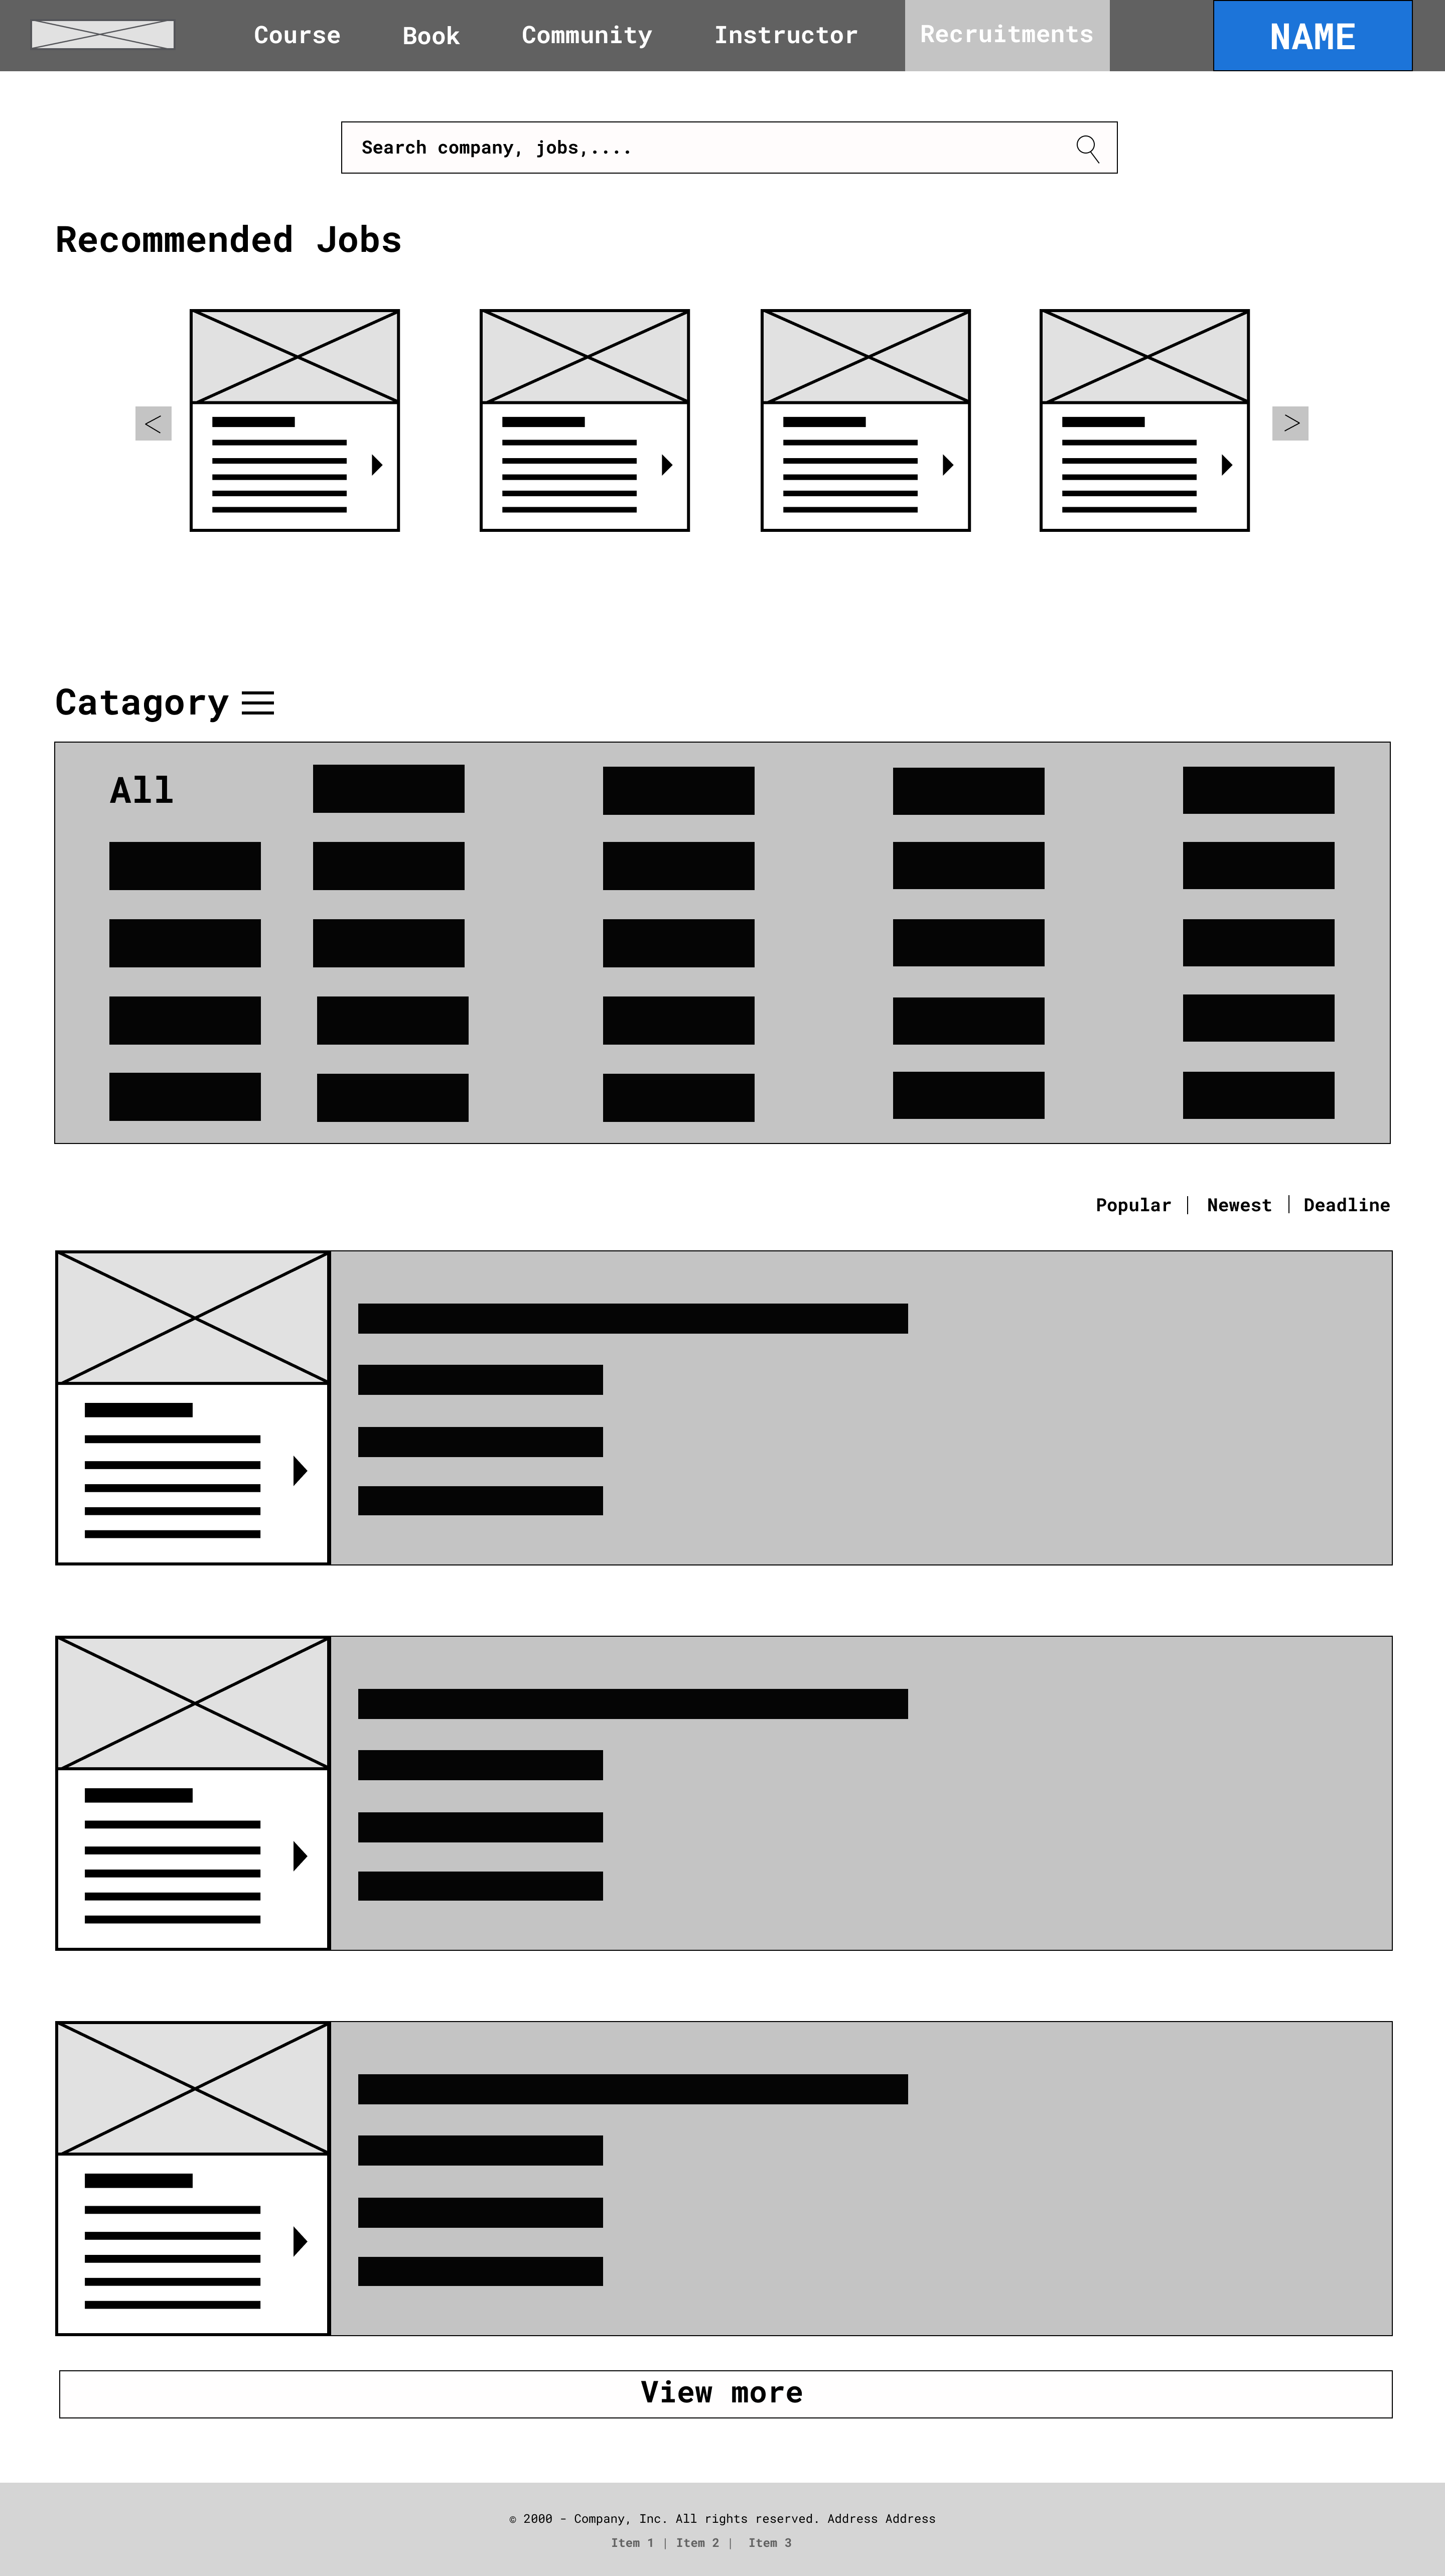 Course Book Community Instructor Recruitments NAME
Search company, jobs,....
Recommended Jobs
Catagory
All
Popular | Newest | Deadline
View more
© 2000 - Company, Inc. All rights reserved. Address Address
Item 1 | Item 2 | Item 3